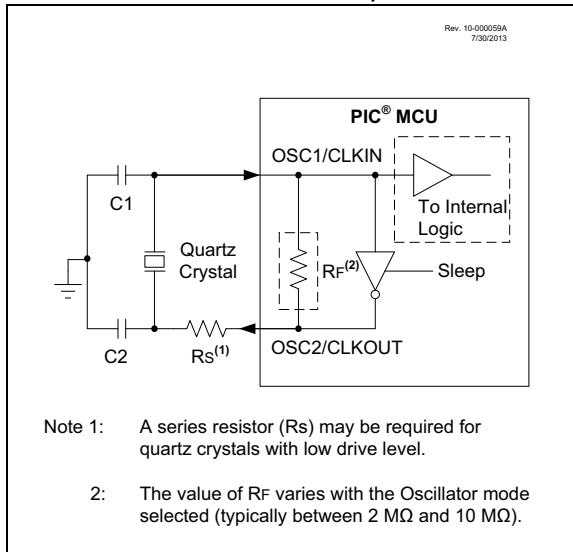 Rev. 10-000059A
7/30/2013
PIC® MCU
OSC1/CLKIN
C1
To Internal
Logic
Quartz
Crystal
RF(2)
Sleep
C2
RS(1)
OSC2/CLKOUT
Note 1: A series resistor (Rs) may be required for
quartz crystals with low drive level.
2: The value of RF varies with the Oscillator mode
selected (typically between 2 MΩ and 10 MΩ).